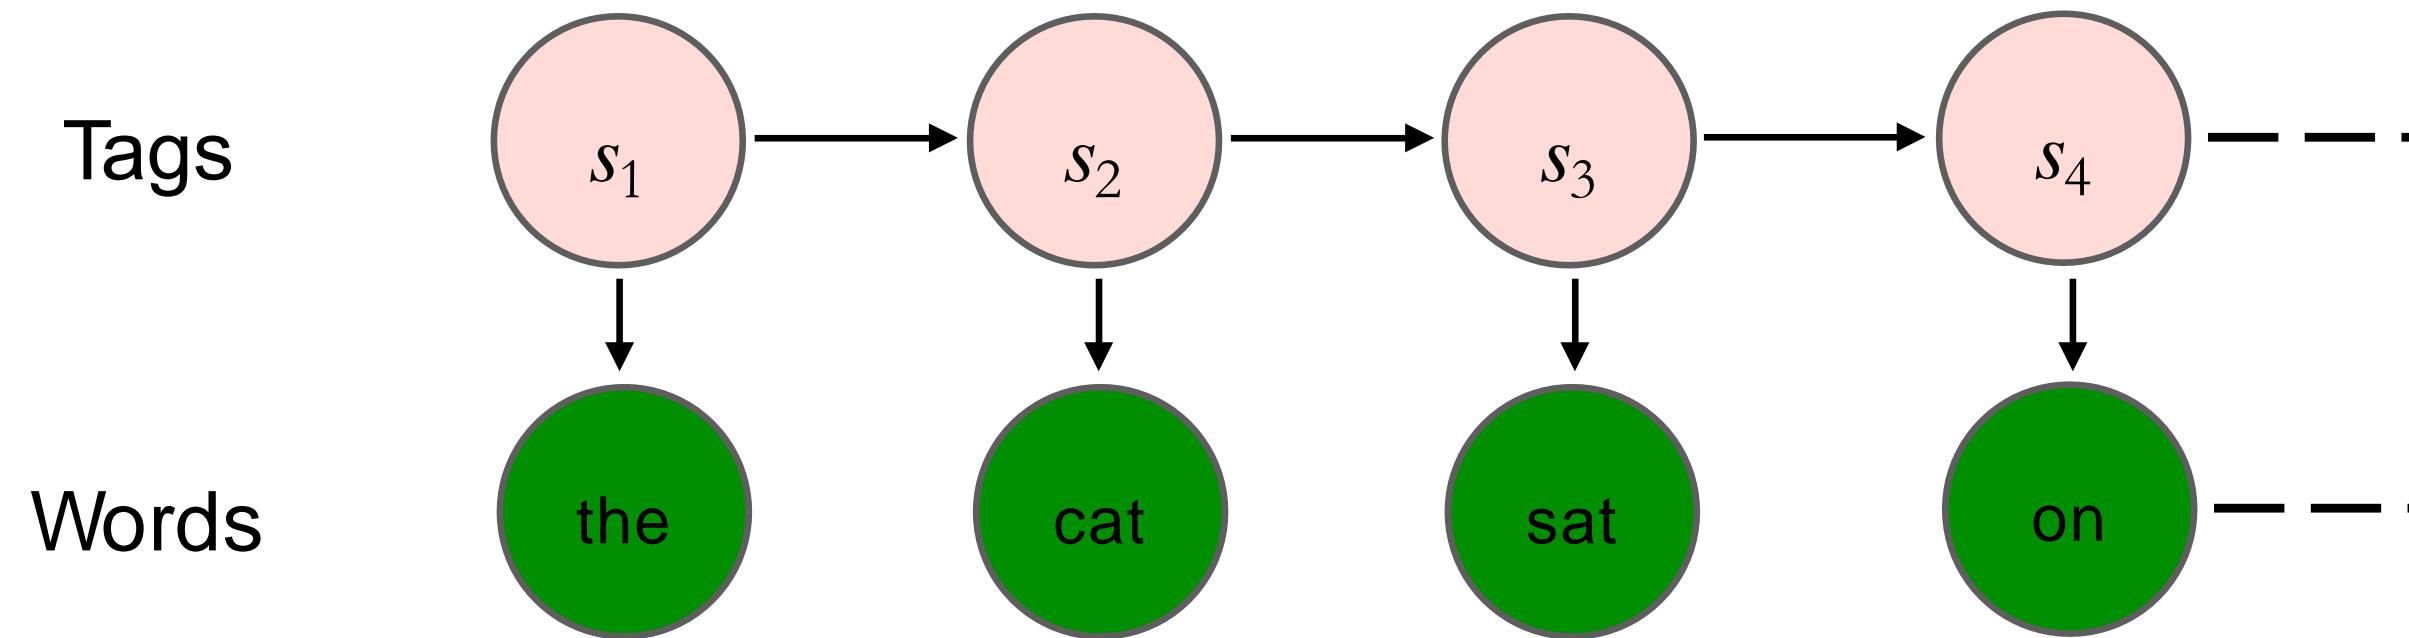 Tags s₁ s₂ s₃ s₄
Words the cat sat on